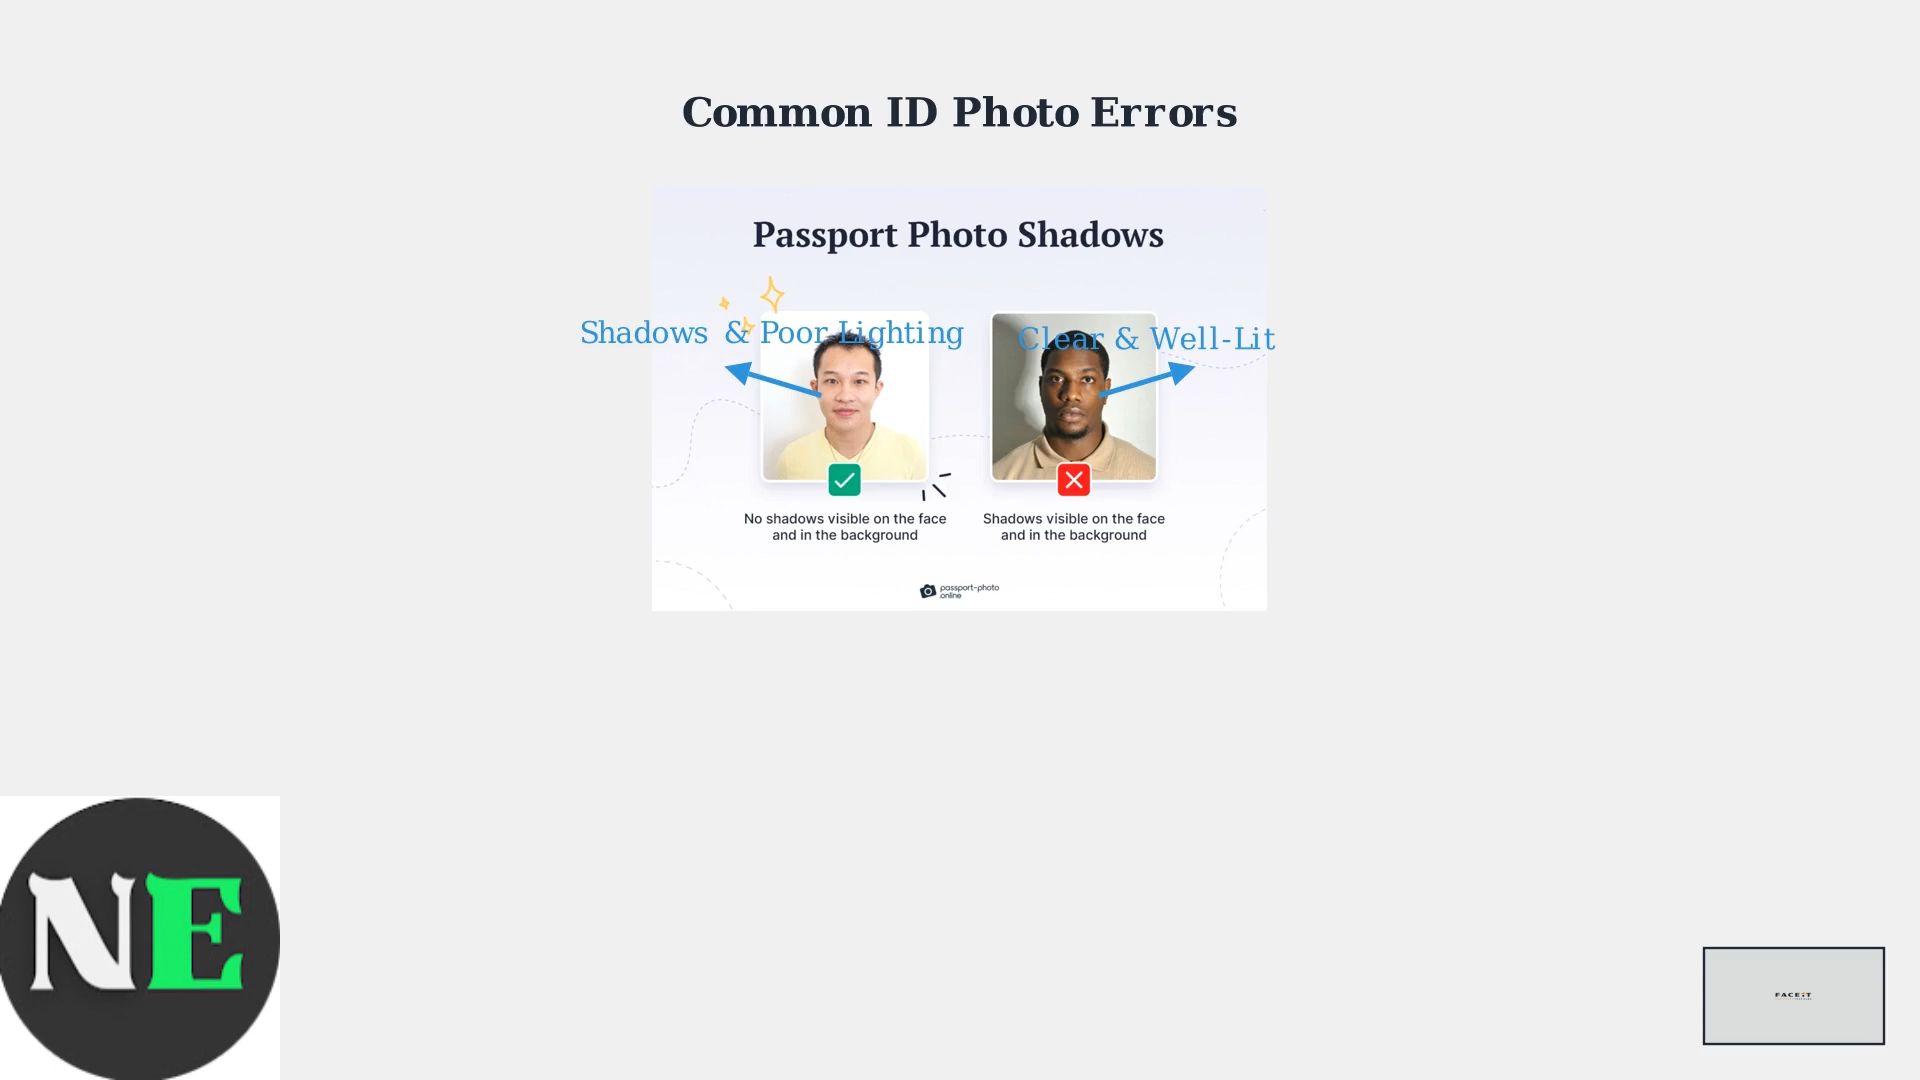 Common ID Photo Errors
Passport Photo Shadows
Shadows & Poor Lighting
Clear & Well-Lit
No shadows visible on the face
and in the background
Shadows visible on the face
and in the background
passport-photo
.online
NE
FACEIT